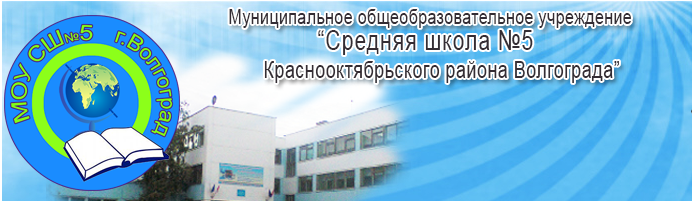 МОУ СШ№5 г.Волгоград
Муниципальное общеобразовательное учреждение
“Средняя школа №5
Краснооктябрьского района Волгограда”